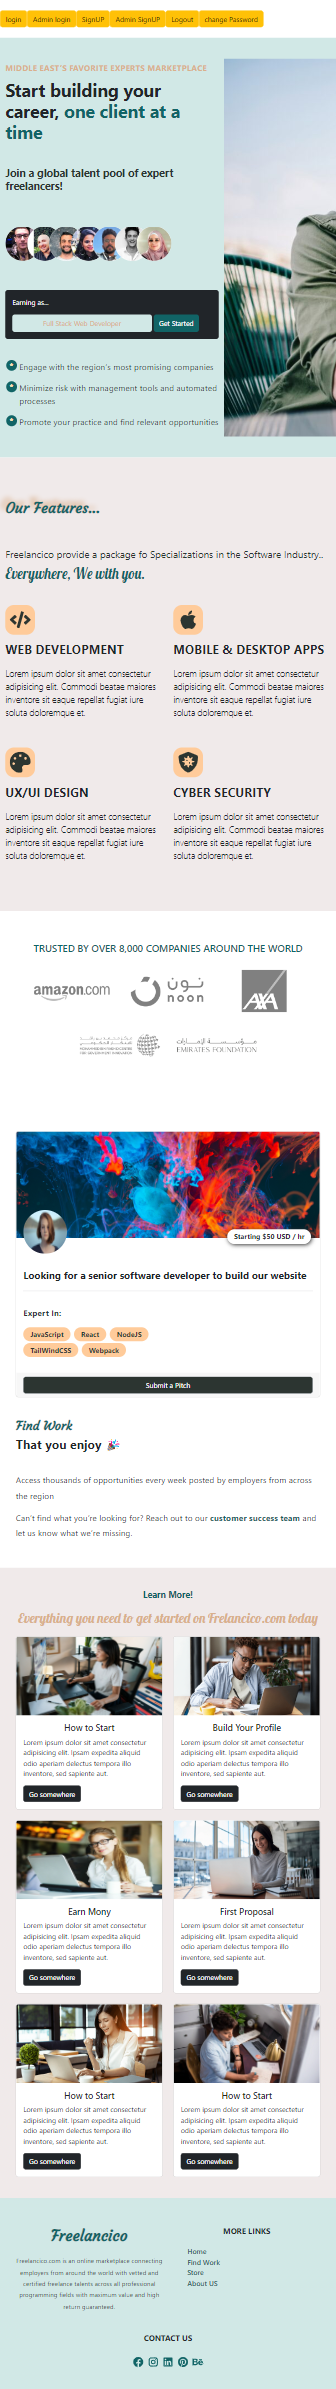 login Admin login SignUP Admin SignUP Logout change Password
MIDDLE EAST'S FAVORITE EXPERTS MARKETPLACE
Start building your
career, one client at a
time
Join a global talent pool of expert
freelancers!
Earning as...
Full Stack Web Developer Get Started
Engage with the region's most promising companies
Minimize risk with management tools and automated
processes
Promote your practice and find relevant opportunities
Our Features...
Freelancico provide a package fo Specializations in the Software Industry..
Everywhere, We with you.
WEB DEVELOPMENT
Lorem ipsum dolor sit amet consectetur
adipisicing elit. Commodi beatae maiores
inventore sit eaque repellat fugiat iure
soluta doloremque et.
MOBILE & DESKTOP APPS
Lorem ipsum dolor sit amet consectetur
adipisicing elit. Commodi beatae maiores
inventore sit eaque repellat fugiat iure
soluta doloremque et.
UX/UI DESIGN
Lorem ipsum dolor sit amet consectetur
adipisicing elit. Commodi beatae maiores
inventore sit eaque repellat fugiat iure
soluta doloremque et.
CYBER SECURITY
Lorem ipsum dolor sit amet consectetur
adipisicing elit. Commodi beatae maiores
inventore sit eaque repellat fugiat iure
soluta doloremque et.
TRUSTED BY OVER 8,000 COMPANIES AROUND THE WORLD
amazon.com
نون
noon
AXA
مؤسسة الإمارات
EMIRATES FOUNDATION
Starting $50 USD / hr
Looking for a senior software developer to build our website
Expert In:
JavaScript React NodeJS
TailWindCSS Webpack
Submit a Pitch
Find Work
That you enjoy 🎉
Access thousands of opportunities every week posted by employers from across
the region
Can't find what you're looking for? Reach out to our customer success team and
let us know what we're missing.
Learn More!
Everything you need to get started on Frelancico.com today
How to Start
Lorem ipsum dolor sit amet consectetur
adipisicing elit. Ipsam expedita aliquid
odio aperiam delectus tempora illo
inventore, sed sapiente aut.
Go somewhere
Build Your Profile
Lorem ipsum dolor sit amet consectetur
adipisicing elit. Ipsam expedita aliquid
odio aperiam delectus tempora illo
inventore, sed sapiente aut.
Go somewhere
Earn Mony
Lorem ipsum dolor sit amet consectetur
adipisicing elit. Ipsam expedita aliquid
odio aperiam delectus tempora illo
inventore, sed sapiente aut.
Go somewhere
First Proposal
Lorem ipsum dolor sit amet consectetur
adipisicing elit. Ipsam expedita aliquid
odio aperiam delectus tempora illo
inventore, sed sapiente aut.
Go somewhere
How to Start
Lorem ipsum dolor sit amet consectetur
adipisicing elit. Ipsam expedita aliquid
odio aperiam delectus tempora illo
inventore, sed sapiente aut.
Go somewhere
How to Start
Lorem ipsum dolor sit amet consectetur
adipisicing elit. Ipsam expedita aliquid
odio aperiam delectus tempora illo
inventore, sed sapiente aut.
Go somewhere
Freelancico
Freelancico.com is an online marketplace connecting
employers from around the world with vetted and
certified freelance talents across all professional
programming fields with maximum value and high
return guaranteed.
MORE LINKS
Home
Find Work
Store
About US
CONTACT US